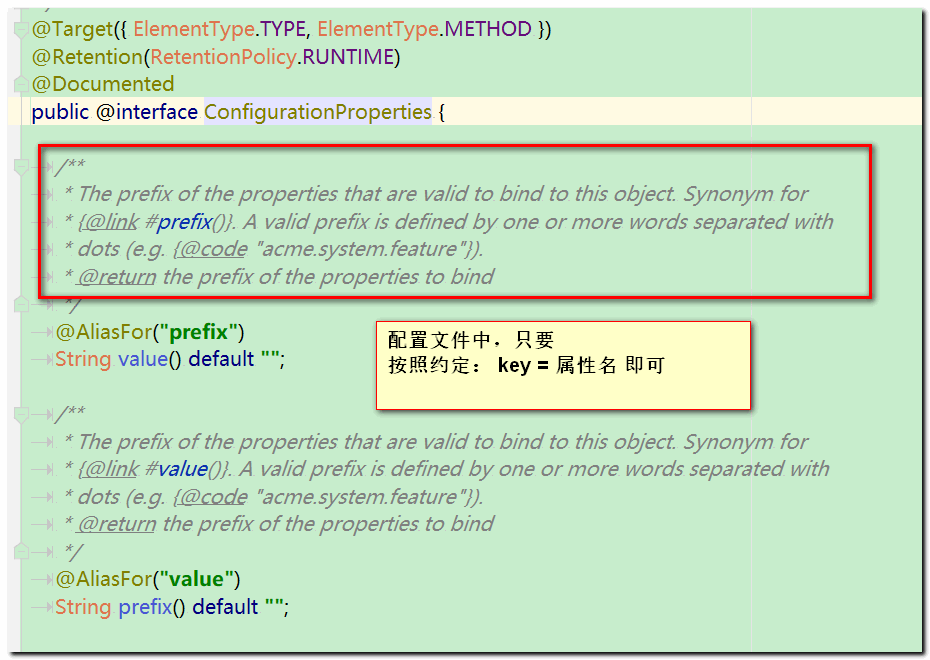 @Target({ ElementType.TYPE, ElementType.METHOD })
@Retention(RetentionPolicy.RUNTIME)
@Documented
public @interface ConfigurationProperties {
/**
* The prefix of the properties that are valid to bind to this object. Synonym for
* {@link #prefix()}. A valid prefix is defined by one or more words separated with
* dots (e.g. {@code "acme.system.feature"}).
* @return the prefix of the properties to bind
*/
@AliasFor("prefix")
String value() default "";
配置文件中，只要
按照约定： key = 属性名 即可
/**
* The prefix of the properties that are valid to bind to this object. Synonym for
* {@link #value()}. A valid prefix is defined by one or more words separated with
* dots (e.g. {@code "acme.system.feature"}).
* @return the prefix of the properties to bind
*/
@AliasFor("value")
String prefix() default "";